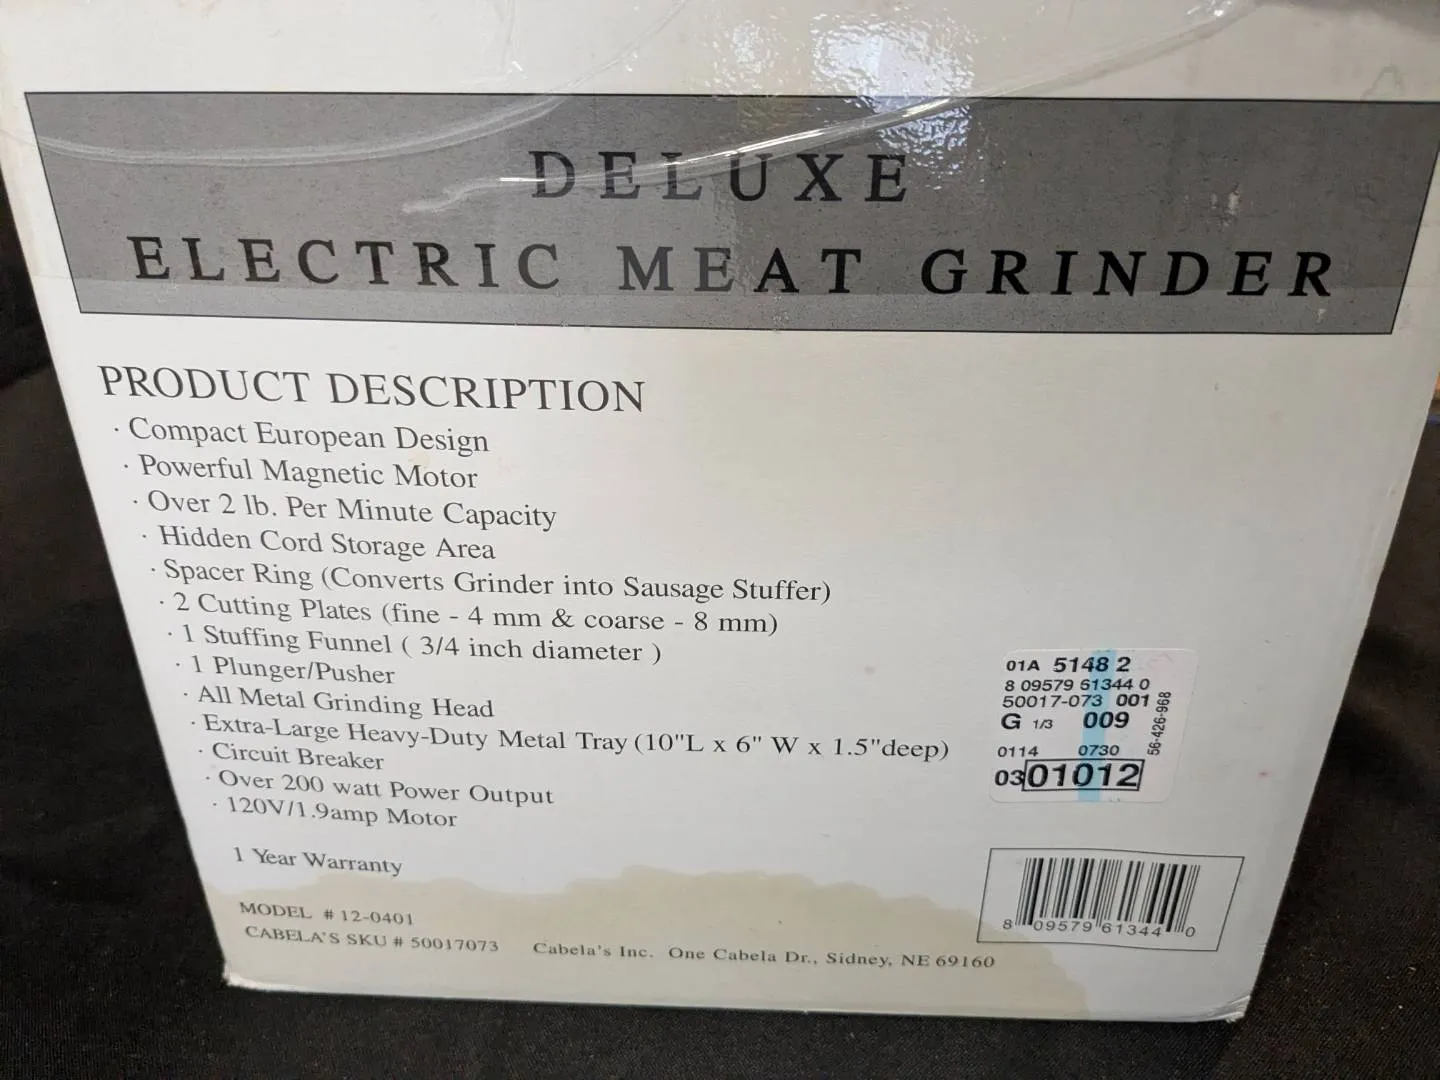 DELUXE
ELECTRIC MEAT GRINDER
PRODUCT DESCRIPTION
· Compact European Design
· Powerful Magnetic Motor
· Over 2 lb. Per Minute Capacity
· Hidden Cord Storage Area
· Spacer Ring (Converts Grinder into Sausage Stuffer)
· 2 Cutting Plates (fine - 4 mm & coarse - 8 mm)
· 1 Stuffing Funnel ( 3/4 inch diameter )
· 1 Plunger/Pusher
· All Metal Grinding Head
· Extra-Large Heavy-Duty Metal Tray (10"L x 6" W x 1.5"deep)
· Circuit Breaker
· Over 200 watt Power Output
· 120V/1.9amp Motor
1 Year Warranty
MODEL # 12-0401
CABELA'S SKU # 50017073 Cabela's Inc. One Cabela Dr., Sidney, NE 69160
01A 5148 2
8 09579 61344 0
50017-073 001
G 1/3 009
0114 0730
0301012
56-426-968
8 09579 61344 0